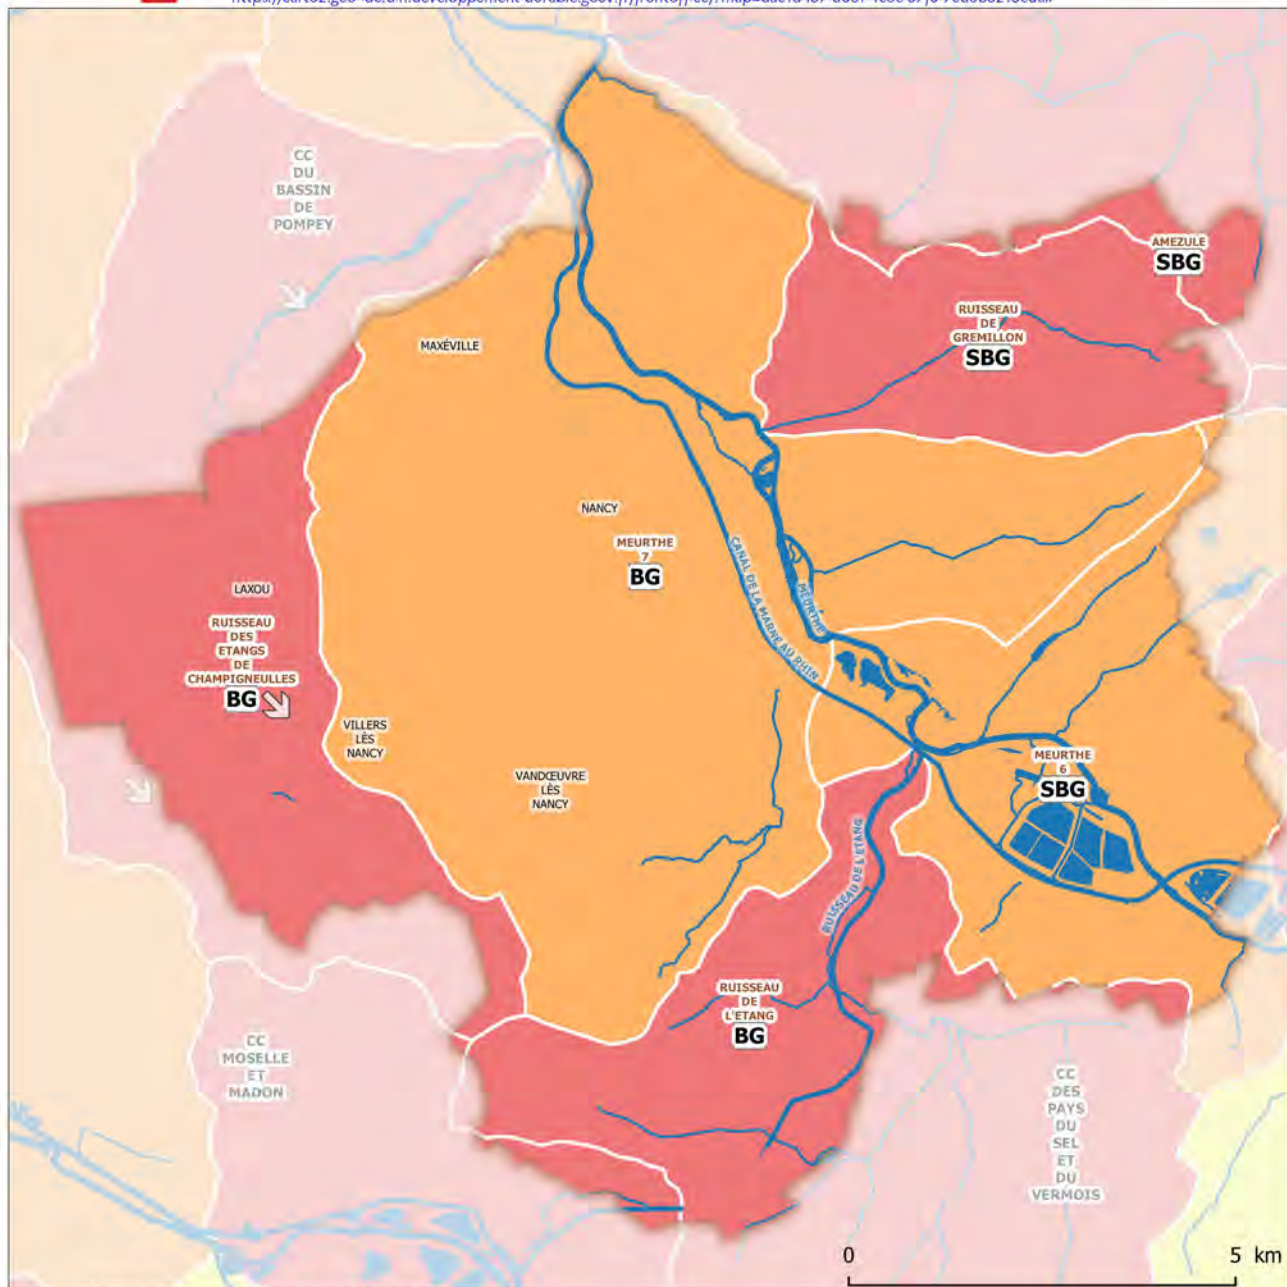 CC
DU
BASSIN
DE
POMPEY
AMEZULE
SBG
RUISSEAU
DE
GREMILLON
SBG
MAXÉVILLE
NANCY
MEURTHE
7
BG
CANAL DE LA MARNE AU RHIN
MEURTHE
LAXOU
RUISSEAU
DES
ETANGS
DE
CHAMPIGNEULLES
BG
VILLERS
LÈS
NANCY
VANDŒUVRE
LÈS
NANCY
MEURTHE
6
SBG
RUISSEAU DE L'ETANG
RUISSEAU
DE
L'ETANG
BG
CC
MOSELLE
ET
MADON
CC
DES
PAYS
DU
SEL
ET
DU
VERMOIS
0 5 km